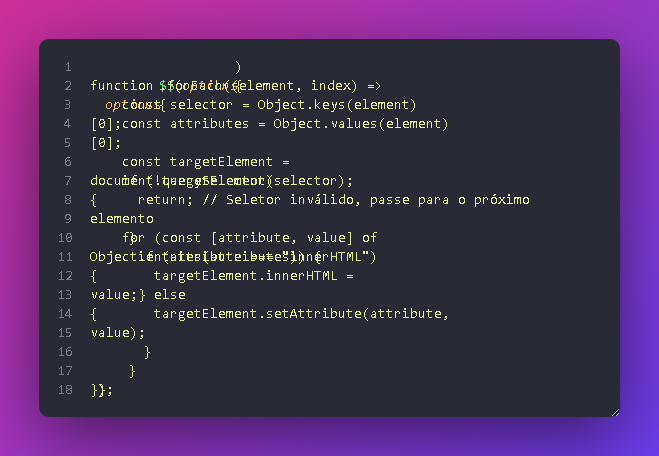 1 )
2 function $$(options) { .forEach((element, index) =>
3 options { const selector = Object.keys(element)
4 [0];const attributes = Object.values(element)
5 [0];
6 const targetElement =
7 document.querySelector(selector); if (!targetElement)
8 { return; // Seletor inválido, passe para o próximo
9 elemento
10 } for (const [attribute, value] of
11 Object if (attribute === "innerHTML")
12 { targetElement.innerHTML =
13 value;} else
14 { targetElement.setAttribute(attribute,
15 value);
16 }
17 }
18 }});